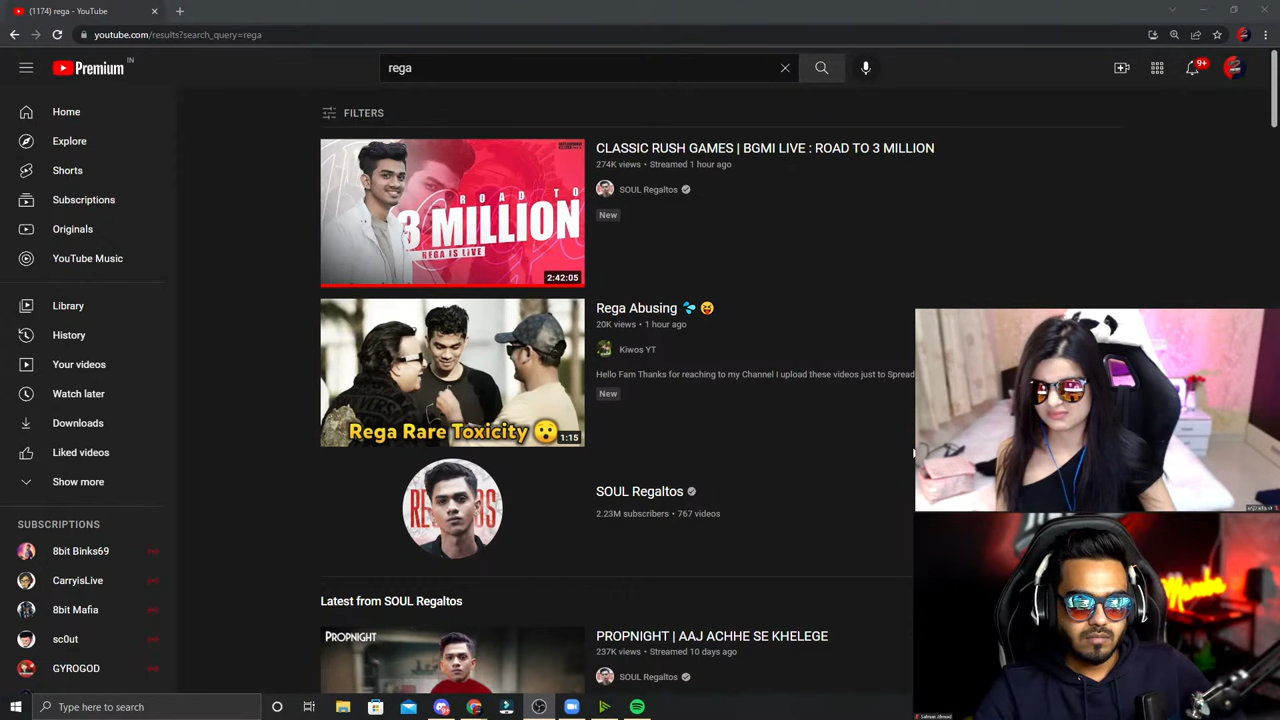 (1174) rega - YouTube
youtube.com/results?search_query=rega
Premium IN
rega
9+
Home
Explore
Shorts
Subscriptions
Originals
YouTube Music
Library
History
Your videos
Watch later
Downloads
Liked videos
Show more
SUBSCRIPTIONS
8bit Binks69
CarryisLive
8bit Mafia
sc0ut
GYROGOD
FILTERS
ROAD TO
3 MILLION
REGA IS LIVE
2:42:05
CLASSIC RUSH GAMES | BGMI LIVE : ROAD TO 3 MILLION
274K views • Streamed 1 hour ago
SOUL Regaltos
New
Rega Rare Toxicity
1:15
Rega Abusing 💦 😝
20K views • 1 hour ago
Kiwos YT
Hello Fam Thanks for reaching to my Channel I upload these videos just to Spread
New
SOUL Regaltos
2.23M subscribers • 767 videos
Latest from SOUL Regaltos
PROPNIGHT
PROPNIGHT | AAJ ACHHE SE KHELEGE
237K views • Streamed 10 days ago
SOUL Regaltos
Salman Ahmad
Type here to search